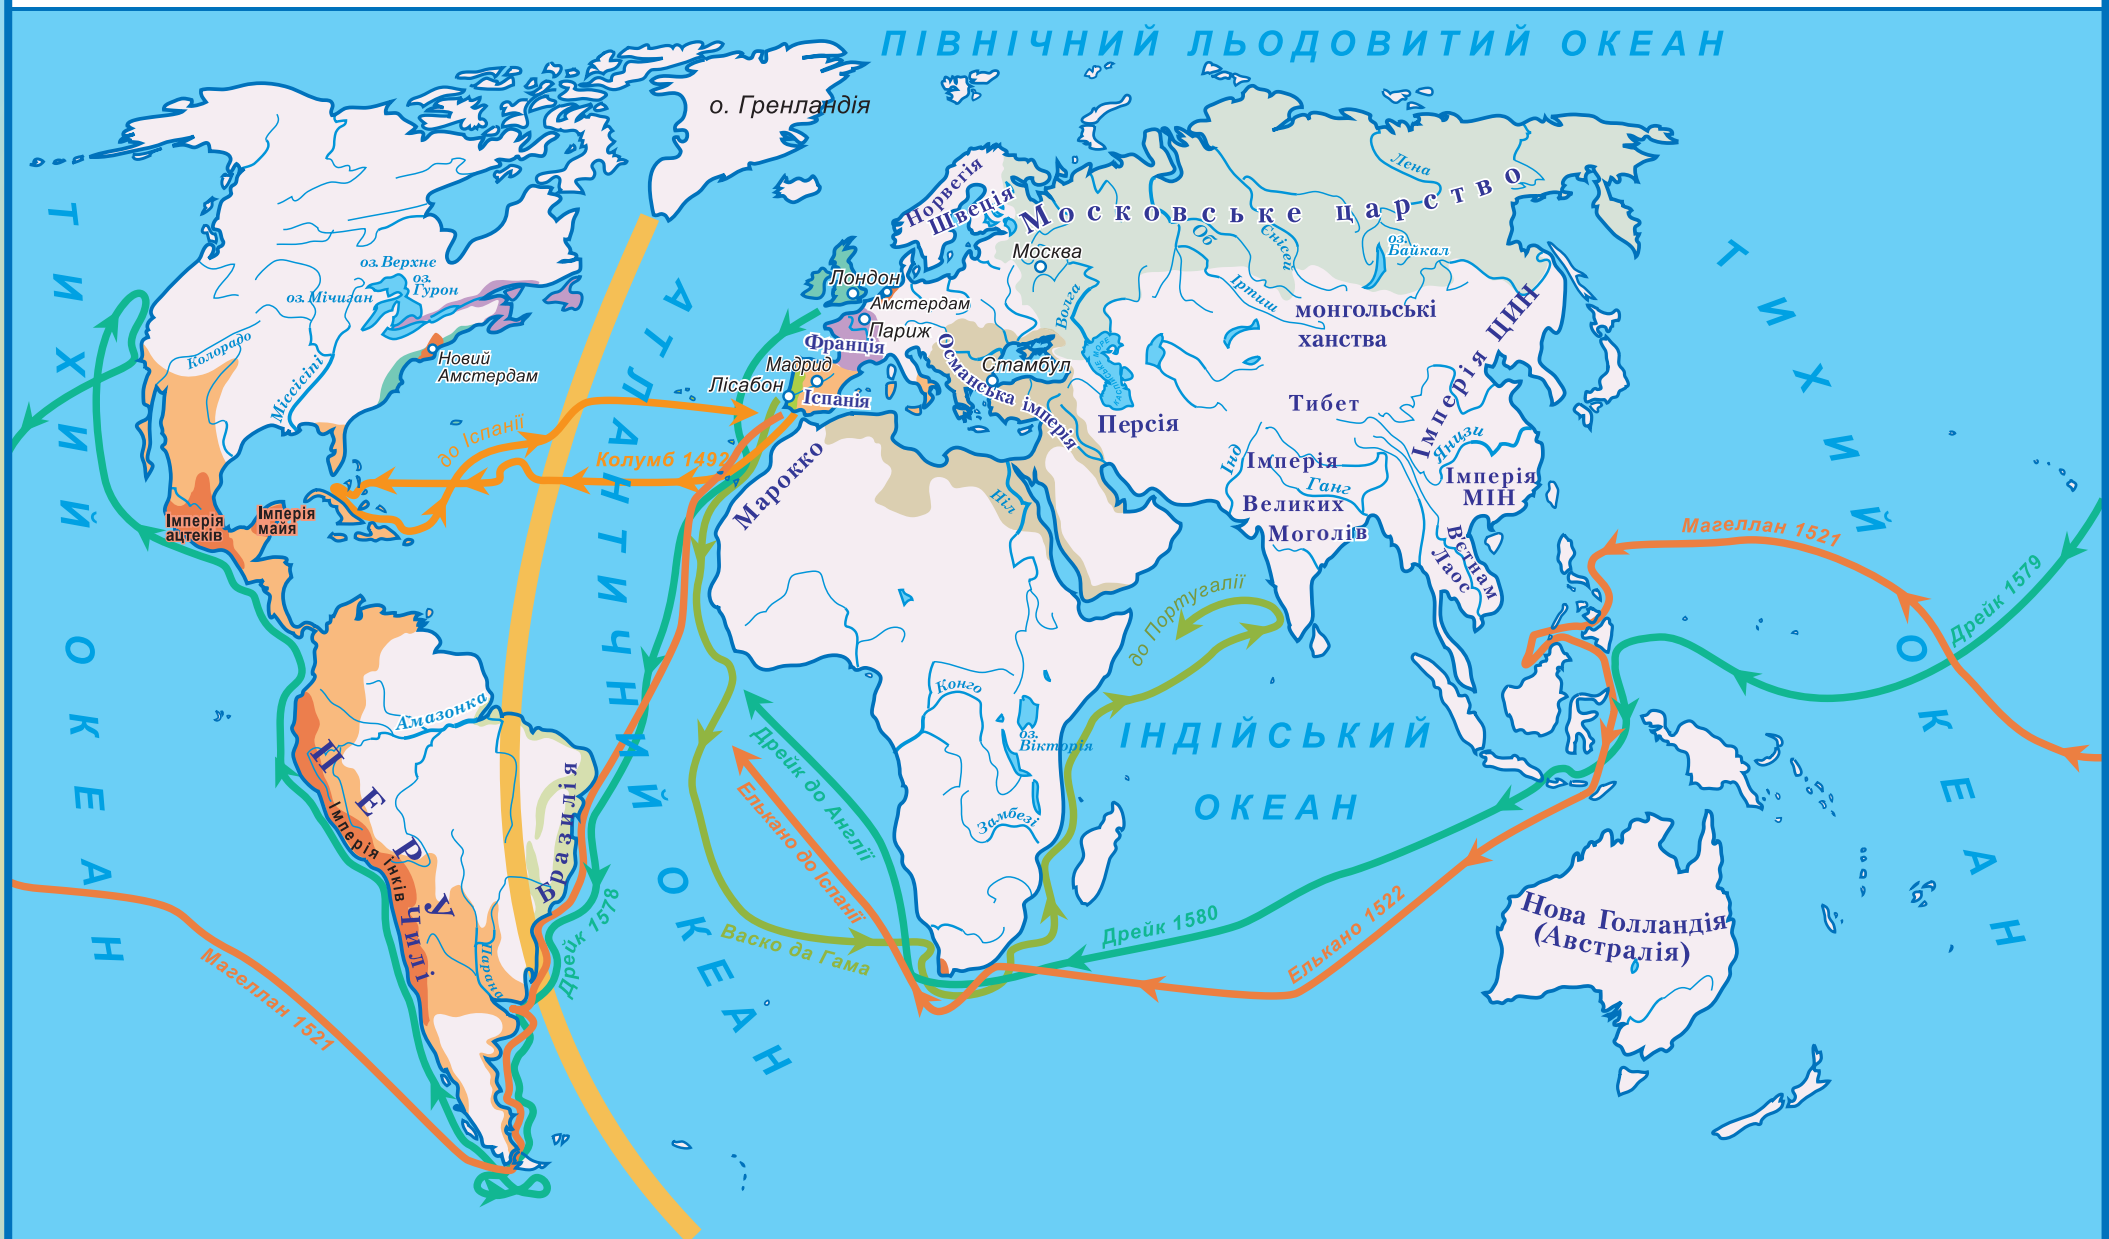 ПІВНІЧНИЙ ЛЬОДОВИТИЙ ОКЕАН
о. Гренландія
ТИХИЙ ОКЕАН
АТЛАНТИЧНИЙ ОКЕАН
ТИХИЙ ОКЕАН
ІНДІЙСЬКИЙ
ОКЕАН
Норвегія
Швеція
Московське царство
Лена
Об
Єнісей
Іртиш
оз.
Байкал
Москва
Волга
Лондон
Амстердам
Париж
Франція
Мадрид
Лісабон
Іспанія
Османська імперія
Стамбул
КАСПІЙСЬКЕ МОРЕ
Персія
монгольські
ханства
Тибет
Імперія ЦИН
Янцзи
Імперія
МІН
Інд
Імперія
Ганг
Великих
Моголів
Вєтнам
Лаос
оз.Верхне
оз.
Гурон
оз.Мічиган
Колорадо
Міссісіпі
Новий
Амстердам
до Іспанії
Колумб 1492
Імперія
ацтеків
Імперія
майя
Марокко
Ніл
Конго
оз.
Вікторія
Замбезі
до Португалії
Магеллан 1521
Дрейк 1579
Амазонка
ПЕРУ
Імперія інків
Чилі
Бразилія
Парана
Дрейк 1578
Дрейк до Англії
Елькано до Іспанії
Васко да Гама
Дрейк 1580
Елькано 1522
Магеллан 1521
Нова Голландія
(Австралія)